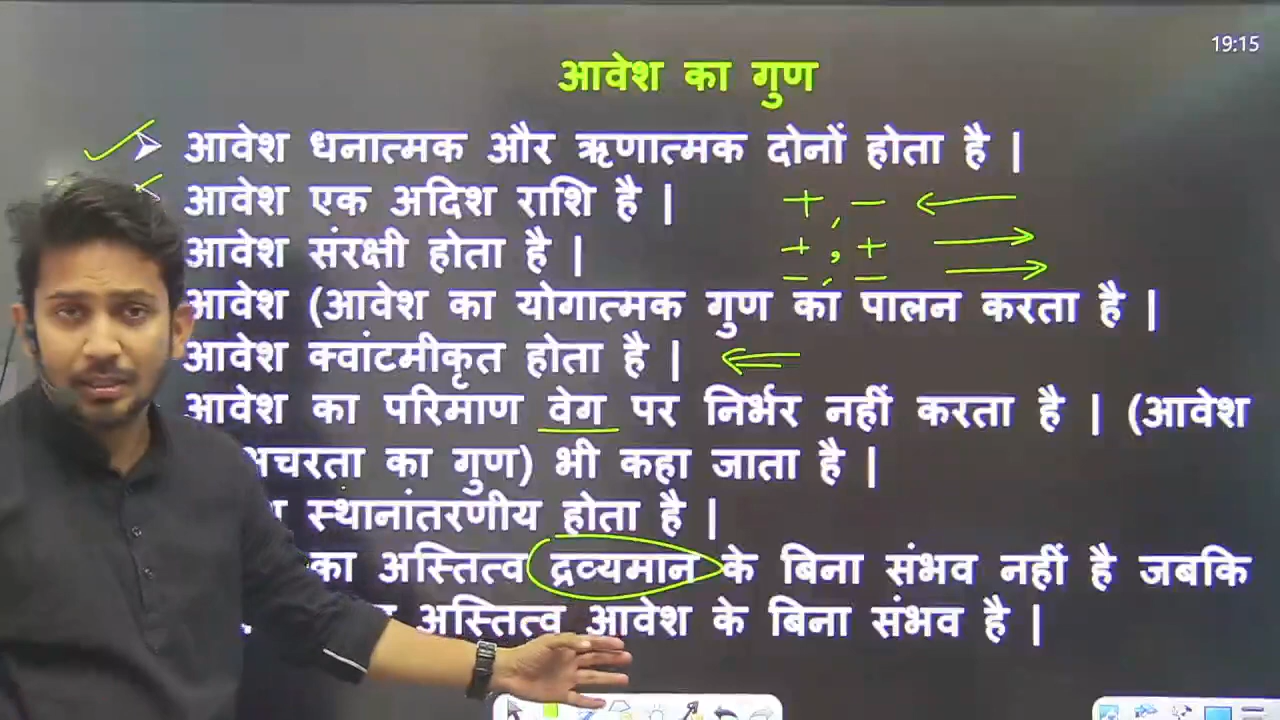 19:15
आवेश का गुण
आवेश धनात्मक और ऋणात्मक दोनों होता है |
आवेश एक अदिश राशि है | + , -
आवेश संरक्षी होता है | + , +
- , -
आवेश (आवेश का योगात्मक गुण का पालन करता है |
आवेश क्वांटमीकृत होता है |
आवेश का परिमाण वेग पर निर्भर नहीं करता है | (आवेश
अचरता का गुण) भी कहा जाता है |
स्थानांतरणीय होता है |
का अस्तित्व द्रव्यमान के बिना संभव नहीं है जबकि
अस्तित्व आवेश के बिना संभव है |